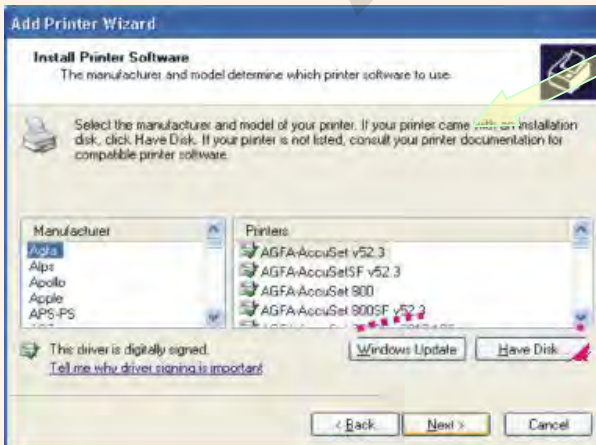 Add Printer Wizard
Install Printer Software
The manufacturer and model determine which printer software to use.
Select the manufacturer and model of your printer. If your printer came with an installation
disk, click Have Disk. If your printer is not listed, consult your printer documentation for
compatible printer software.
Manufacturer
Agfa
Alps
Apollo
Apple
APS-PS
Printers
AGFA-AccuSet v52.3
AGFA-AccuSetSF v52.3
AGFA-AccuSet 800
AGFA-AccuSet 800SF v52.3
This driver is digitally signed.
Tell me why driver signing is important
Windows Update
Have Disk
< Back
Next >
Cancel